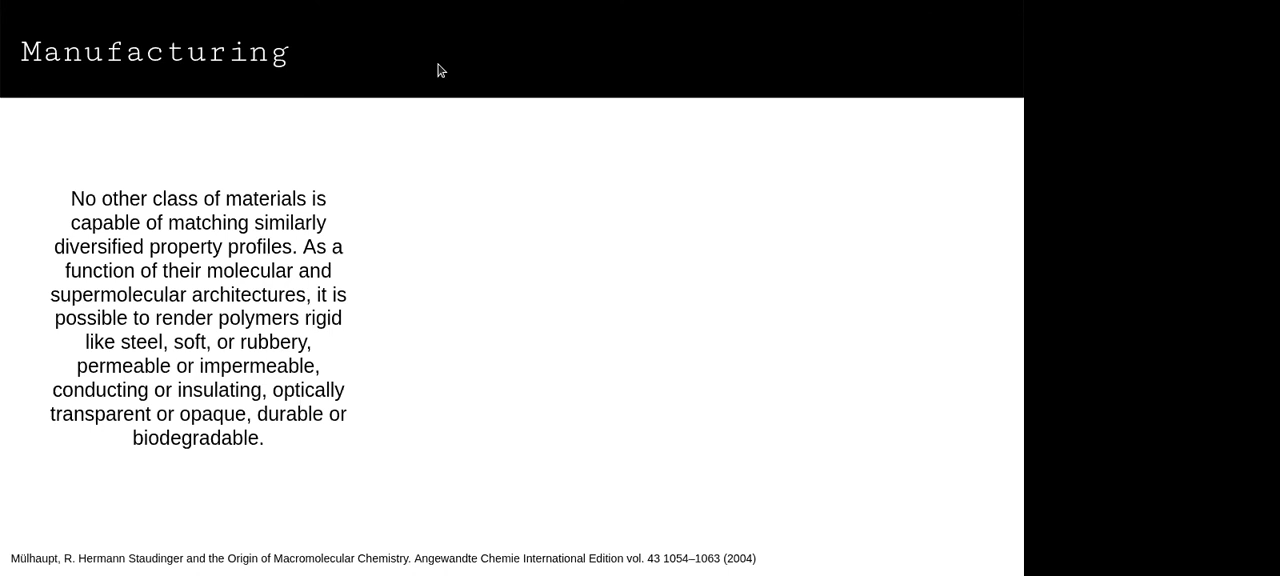 Manufacturing
No other class of materials is
capable of matching similarly
diversified property profiles. As a
function of their molecular and
supermolecular architectures, it is
possible to render polymers rigid
like steel, soft, or rubbery,
permeable or impermeable,
conducting or insulating, optically
transparent or opaque, durable or
biodegradable.
Mülhaupt, R. Hermann Staudinger and the Origin of Macromolecular Chemistry. Angewandte Chemie International Edition vol. 43 1054–1063 (2004)